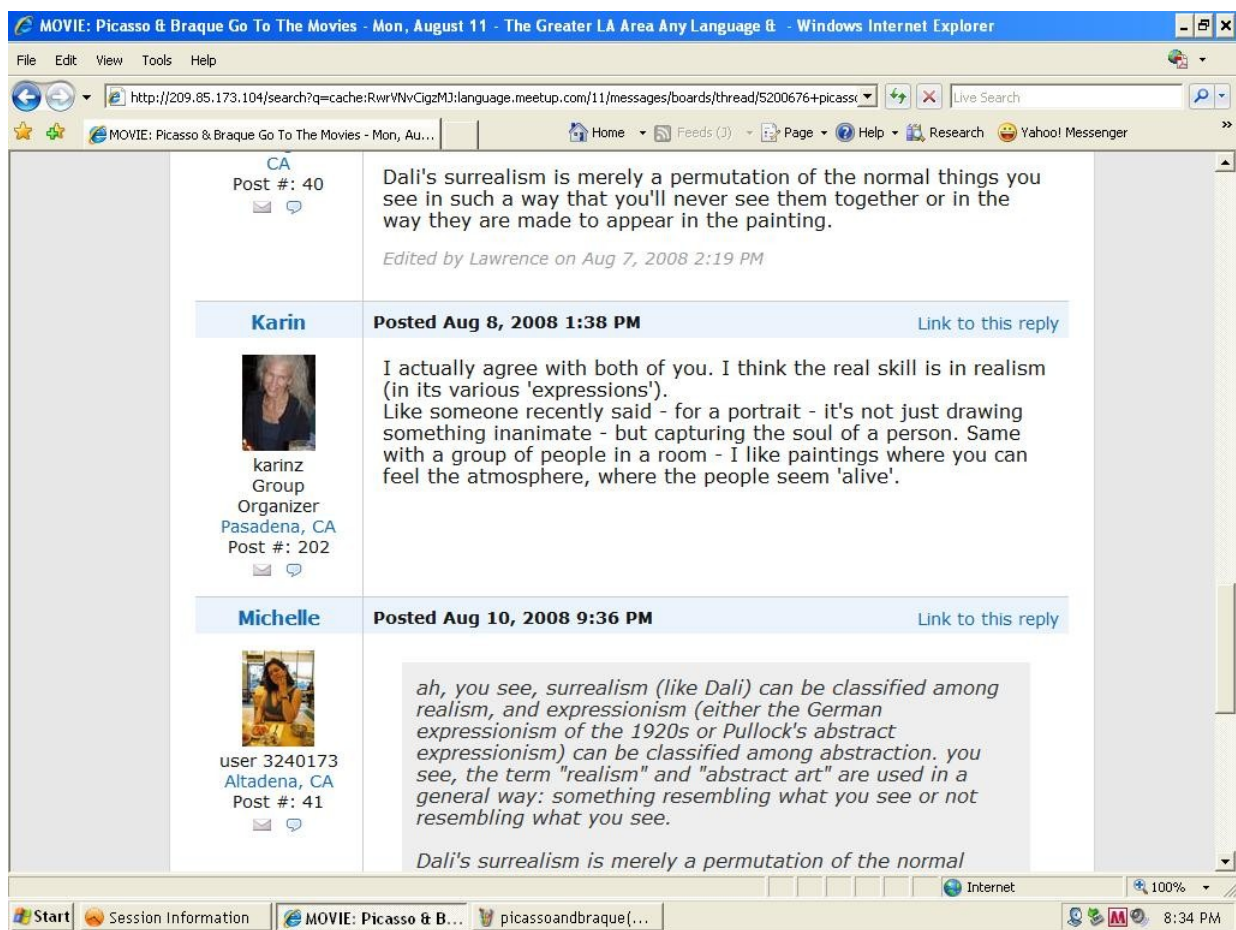 MOVIE: Picasso & Braque Go To The Movies - Mon, August 11 - The Greater LA Area Any Language & - Windows Internet Explorer
File Edit View Tools Help
http://209.85.173.104/search?q=cache:RwrVNvCigzMJ:language.meetup.com/11/messages/boards/thread/5200676+picasso
Live Search
MOVIE: Picasso & Braque Go To The Movies - Mon, Au...
Home Feeds (J) Page Help Research Yahoo! Messenger
CA
Post #: 40
Dali's surrealism is merely a permutation of the normal things you
see in such a way that you'll never see them together or in the
way they are made to appear in the painting.
Edited by Lawrence on Aug 7, 2008 2:19 PM
Karin
Posted Aug 8, 2008 1:38 PM
Link to this reply
karinz
Group
Organizer
Pasadena, CA
Post #: 202
I actually agree with both of you. I think the real skill is in realism
(in its various 'expressions').
Like someone recently said - for a portrait - it's not just drawing
something inanimate - but capturing the soul of a person. Same
with a group of people in a room - I like paintings where you can
feel the atmosphere, where the people seem 'alive'.
Michelle
Posted Aug 10, 2008 9:36 PM
Link to this reply
user 3240173
Altadena, CA
Post #: 41
ah, you see, surrealism (like Dali) can be classified among
realism, and expressionism (either the German
expressionism of the 1920s or Pullock's abstract
expressionism) can be classified among abstraction. you
see, the term "realism" and "abstract art" are used in a
general way: something resembling what you see or not
resembling what you see.
Dali's surrealism is merely a permutation of the normal
Internet
100%
Start
Session Information
MOVIE: Picasso & B...
picassoandbraque(...
8:34 PM